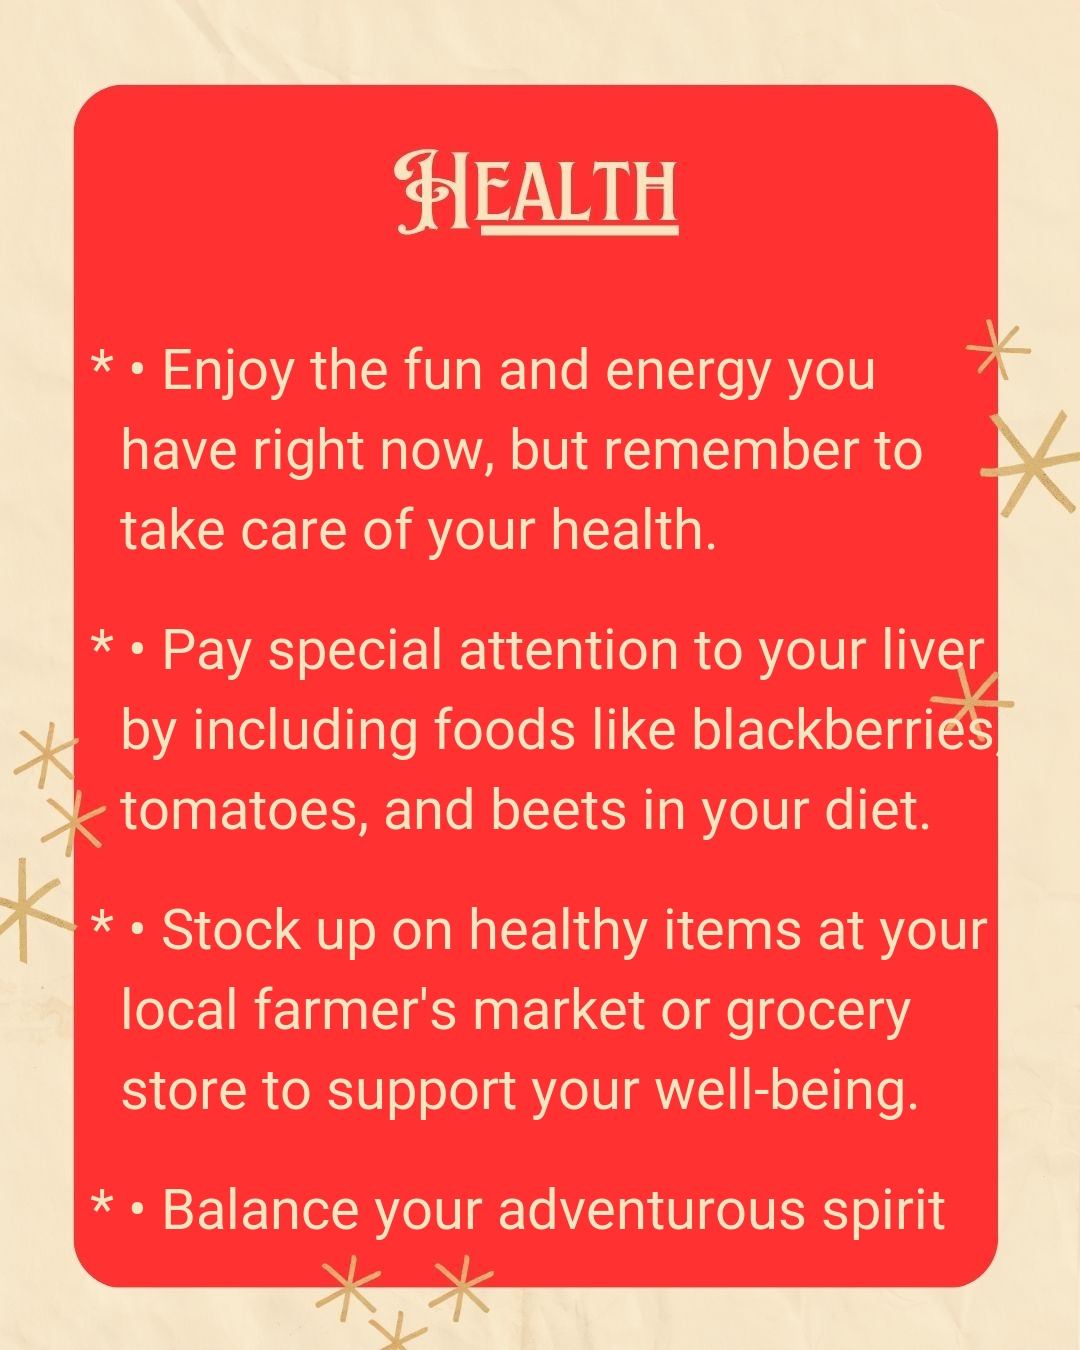 Health
* • Enjoy the fun and energy you
have right now, but remember to
take care of your health.
* • Pay special attention to your liver
by including foods like blackberries,
tomatoes, and beets in your diet.
* • Stock up on healthy items at your
local farmer's market or grocery
store to support your well-being.
* • Balance your adventurous spirit